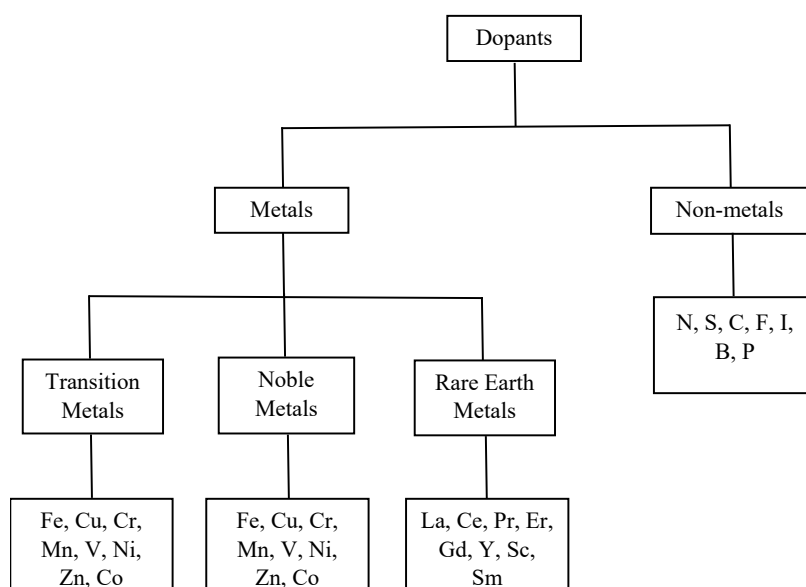 Dopants
Metals
Non-metals
N, S, C, F, I,
B, P
Transition
Metals
Noble
Metals
Rare Earth
Metals
Fe, Cu, Cr,
Mn, V, Ni,
Zn, Co
Fe, Cu, Cr,
Mn, V, Ni,
Zn, Co
La, Ce, Pr, Er,
Gd, Y, Sc,
Sm